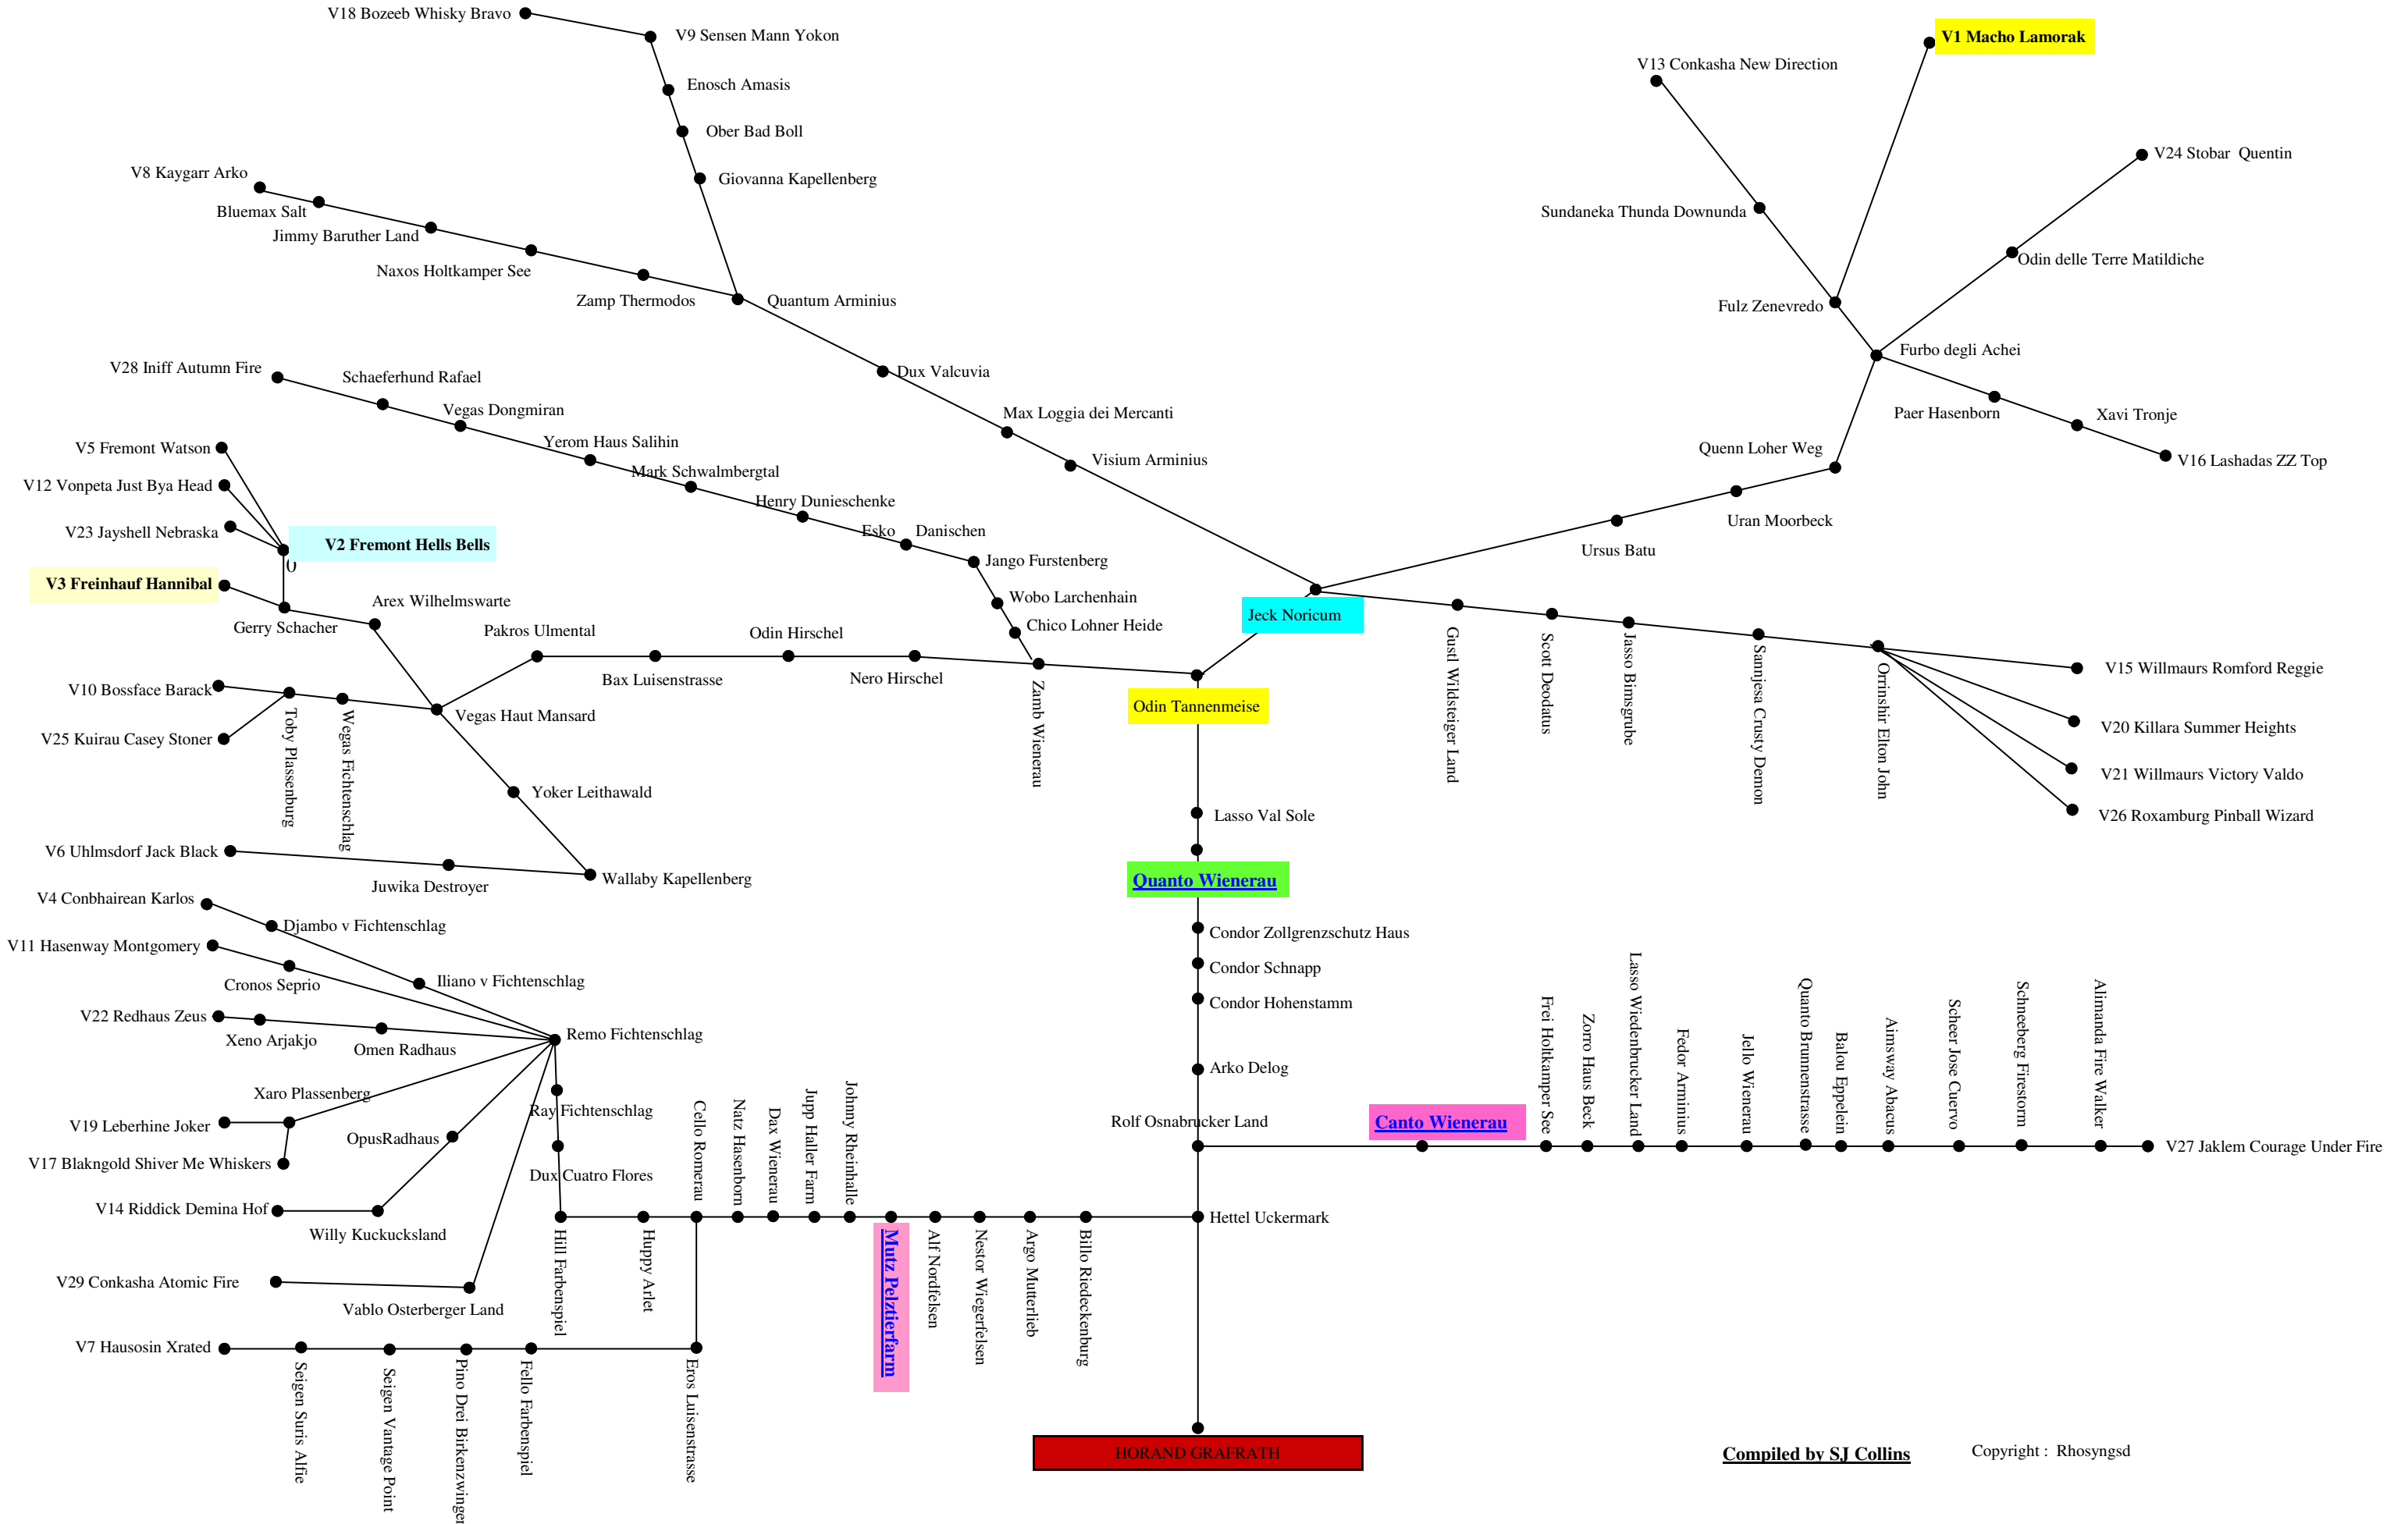 V18 Bozeeb Whisky Bravo
V9 Sensen Mann Yokon
V1 Macho Lamorak
V13 Conkasha New Direction
Enosch Amasis
Ober Bad Boll
V24 Stobar  Quentin
V8 Kaygarr Arko
Giovanna Kapellenberg
Bluemax Salt
Sundaneka Thunda Downunda
Jimmy Baruther Land
Odin delle Terre Matildiche
Naxos Holtkamper See
Zamp Thermodos
Quantum Arminius
Fulz Zenevredo
Furbo degli Achei
V28 Iniff Autumn Fire
Schaeferhund Rafael
Dux Valcuvia
Vegas Dongmiran
Max Loggia dei Mercanti
Paer Hasenborn
Xavi Tronje
V5 Fremont Watson
Yerom Haus Salihin
Quenn Loher Weg
Visium Arminius
V16 Lashadas ZZ Top
Mark Schwalmbergtal
V12 Vonpeta Just Bya Head
Henry Dunieschenke
Uran Moorbeck
V23 Jayshell Nebraska
Esko
Danischen
V2 Fremont Hells Bells
Ursus Batu
0
Jango Furstenberg
V3 Freinhauf Hannibal
Wobo Larchenhain
Arex Wilhelmswarte
Jeck Noricum
Gerry Schacher
Pakros Ulmental
Odin Hirschel
Chico Lohner Heide
Gustl Wildsteiger Land
Scott Deodatus
Jasso Bimsgrube
Sannjesa Crusty Demon
Orrinshir Elton John
V15 Willmaurs Romford Reggie
V10 Bossface Barack
Bax Luisenstrasse
Nero Hirschel
Zamb Wienerau
Odin Tannenmeise
Toby Plassenburg
Wegas Fichtenschlag
Vegas Haut Mansard
V20 Killara Summer Heights
V25 Kuirau Casey Stoner
V21 Willmaurs Victory Valdo
Yoker Leithawald
Lasso Val Sole
V26 Roxamburg Pinball Wizard
V6 Uhlmsdorf Jack Black
Juwika Destroyer
Wallaby Kapellenberg
Quanto Wienerau
V4 Conbhairean Karlos
Djambo v Fichtenschlag
Condor Zollgrenzschutz Haus
V11 Hasenway Montgomery
Cronos Seprio
Iliano v Fichtenschlag
Condor Schnapp
Condor Hohenstamm
V22 Redhaus Zeus
Xeno Arjakjo
Omen Radhaus
Remo Fichtenschlag
Arko Delog
Frei Holtkamper See
Zorro Haus Beck
Lasso Wiedenbrucker Land
Fedor Arminius
Jello Wienerau
Quanto Brunnenstrasse
Balou Eppelein
Aimsway Abacus
Scheer Jose Cuervo
Schneeberg Firestorm
Alimanda Fire Walker
Xaro Plassenberg
Ray Fichtenschlag
Cello Romerau
Natz Hasenborn
Dax Wienerau
Jupp Haller Farm
Johnny Rheinhalle
Rolf Osnabrucker Land
Canto Wienerau
V19 Leberhine Joker
OpusRadhaus
V27 Jaklem Courage Under Fire
V17 Blakngold Shiver Me Whiskers
Dux Cuatro Flores
V14 Riddick Demina Hof
Willy Kuckucksland
Hettel Uckermark
Hill Farbenspiel
Huppy Arlet
Mutz Pelztierfarm
Alf Nordfelsen
Nestor Wiegerfelsen
Argo Mutterlieb
Billo Riedeckenburg
V29 Conkasha Atomic Fire
Vablo Osterberger Land
V7 Hausosin Xrated
Seigen Suris Alfie
Seigen Vantage Point
Pino Drei Birkenzwinger
Fello Farbenspiel
Eros Luisenstrasse
HORAND GRAFRATH
Compiled by SJ Collins
Copyright :  Rhosyngsd